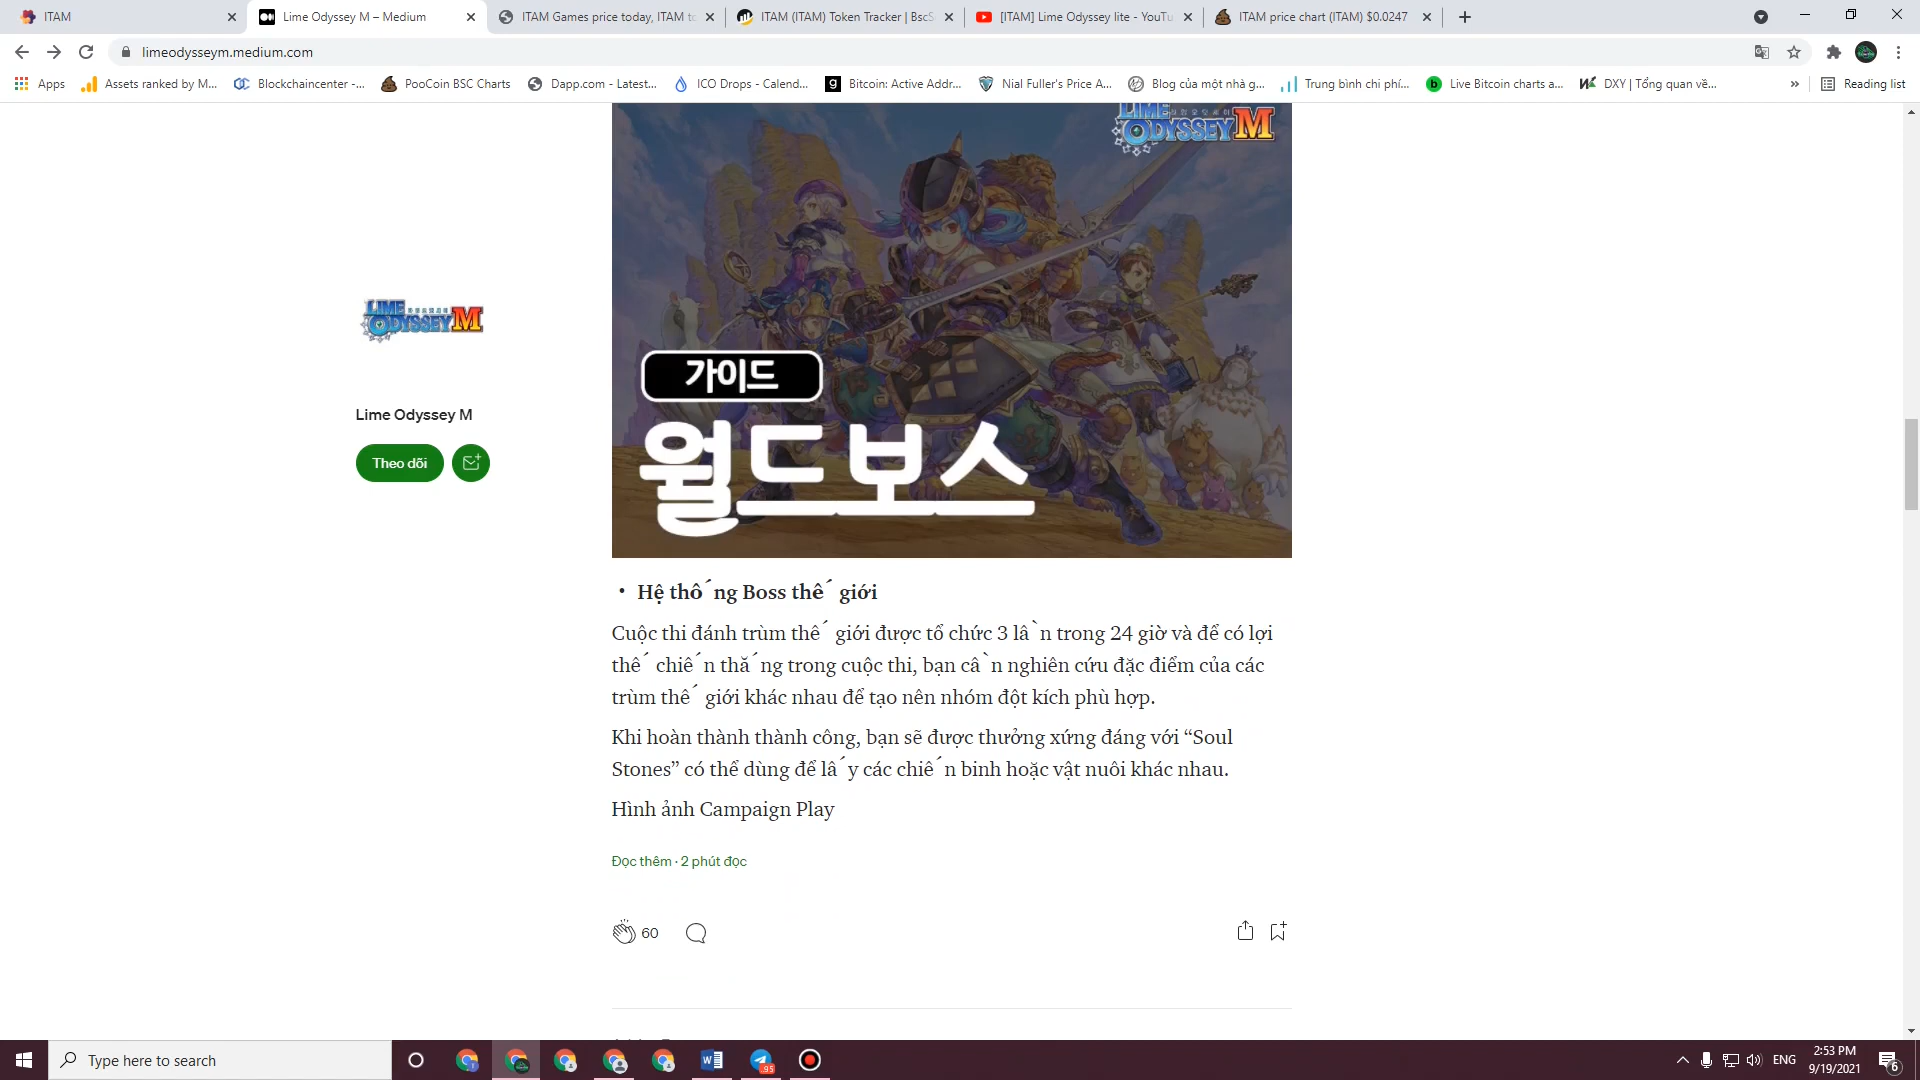 ITAM
Lime Odyssey M – Medium
ITAM Games price today, ITAM to
ITAM (ITAM) Token Tracker | BscS
[ITAM] Lime Odyssey lite - YouTu
ITAM price chart (ITAM) $0.0247
limeodysseym.medium.com
Apps
Assets ranked by M...
Blockchaincenter -...
PooCoin BSC Charts
Dapp.com - Latest...
ICO Drops - Calend...
Bitcoin: Active Addr...
Nial Fuller's Price A...
Blog của một nhà g...
Trung bình chi phí...
Live Bitcoin charts a...
DXY | Tổng quan về...
Reading list
LIME
ODYSSEY M
가이드
월드보스
LIME
ODYSSEY M
Lime Odyssey M
Theo dõi
• Hệ thống Boss thế giới
Cuộc thi đánh trùm thế giới được tổ chức 3 lần trong 24 giờ và để có lợi
thế chiến thắng trong cuộc thi, bạn cần nghiên cứu đặc điểm của các
trùm thế giới khác nhau để tạo nên nhóm đột kích phù hợp.
Khi hoàn thành thành công, bạn sẽ được thưởng xứng đáng với “Soul
Stones” có thể dùng để lấy các chiến binh hoặc vật nuôi khác nhau.
Hình ảnh Campaign Play
Đọc thêm · 2 phút đọc
60
Type here to search
95
ENG
2:53 PM
9/19/2021
6